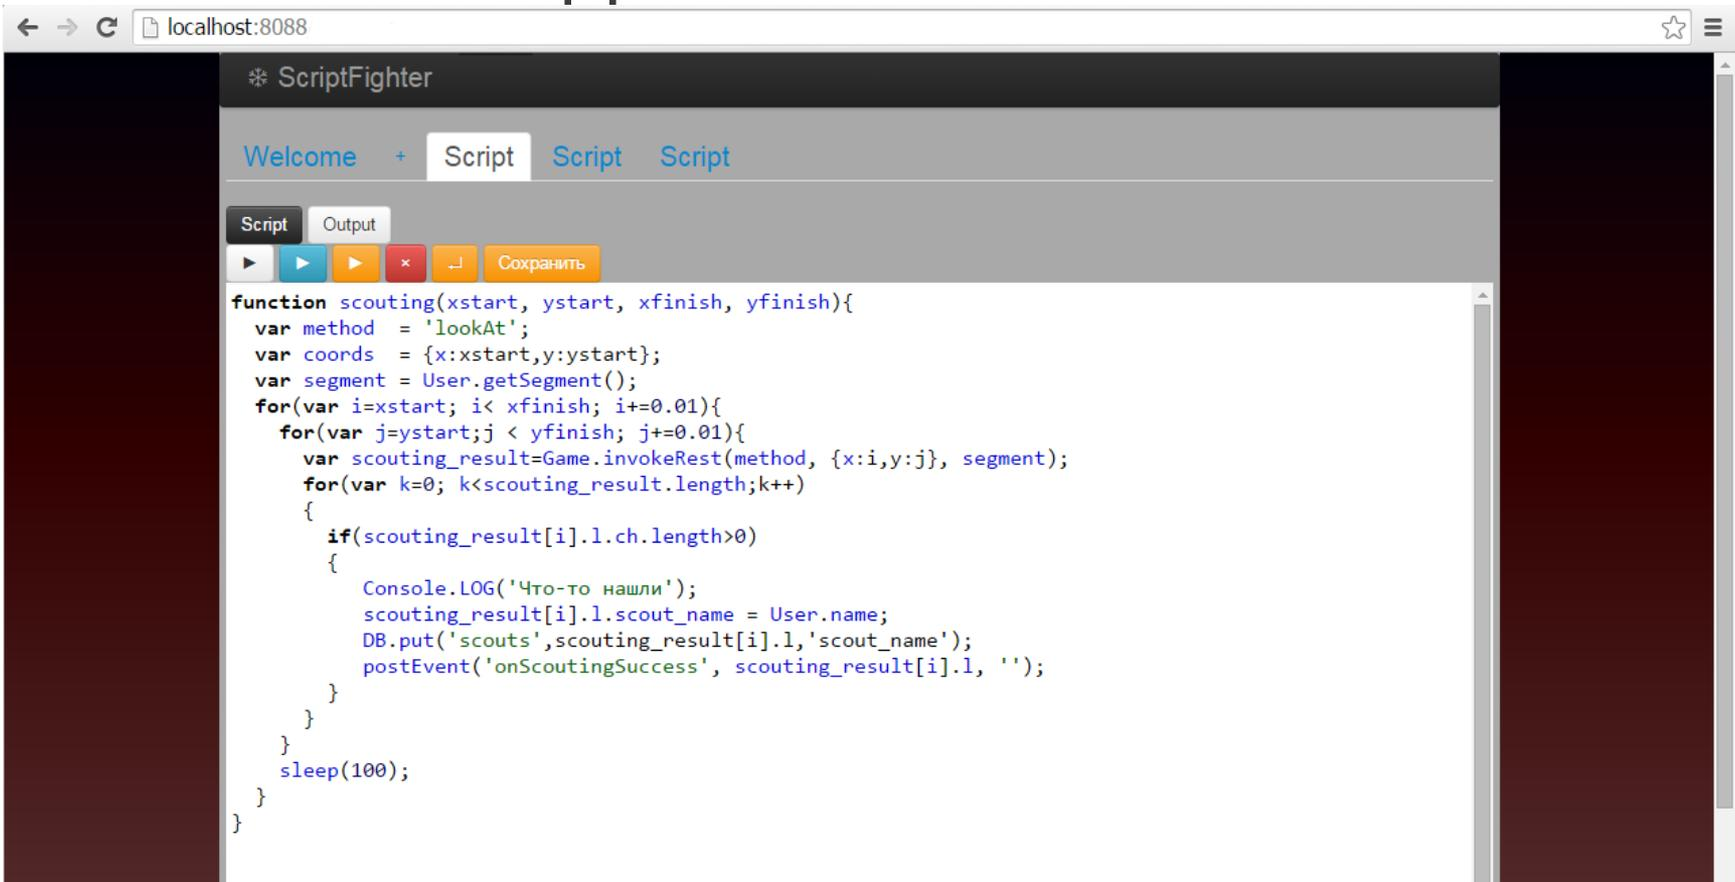 localhost:8088
ScriptFighter
Welcome + Script Script Script
Script Output
× Сохранить
function scouting(xstart, ystart, xfinish, yfinish){
  var method  = 'lookAt';
  var coords  = {x:xstart,y:ystart};
  var segment = User.getSegment();
  for(var i=xstart; i< xfinish; i+=0.01){
    for(var j=ystart;j < yfinish; j+=0.01){
      var scouting_result=Game.invokeRest(method, {x:i,y:j}, segment);
      for(var k=0; k<scouting_result.length;k++)
      {
        if(scouting_result[i].l.ch.length>0)
        {
           Console.LOG('Что-то нашли');
           scouting_result[i].l.scout_name = User.name;
           DB.put('scouts',scouting_result[i].l,'scout_name');
           postEvent('onScoutingSuccess', scouting_result[i].l, '');
        }
      }
    }
    sleep(100);
  }
}